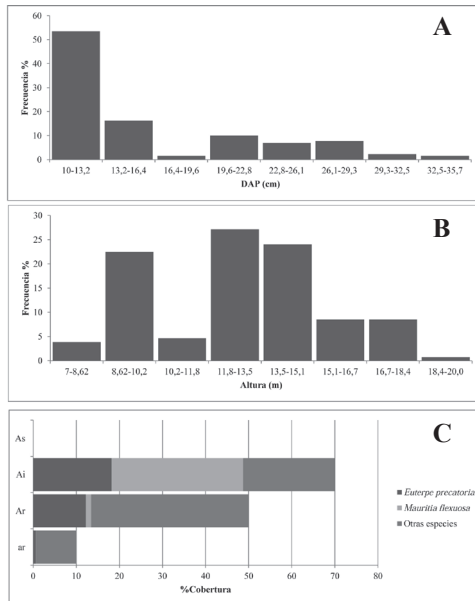 A
Frecuencia %
60
50
40
30
20
10
0
10-13,2 13,2-16,4 16,4-19,6 19,6-22,8 22,8-26,1 26,1-29,3 29,3-32,5 32,5-35,7
DAP (cm)
B
Frecuencia %
30
25
20
15
10
5
0
7-8,62 8,62-10,2 10,2-11,8 11,8-13,5 13,5-15,1 15,1-16,7 16,7-18,4 18,4-20,0
Altura (m)
C
As
Ai
Ar
ar
0 10 20 30 40 50 60 70 80
%Cobertura
Euterpe precatoria
Mauritia flexuosa
Otras especies